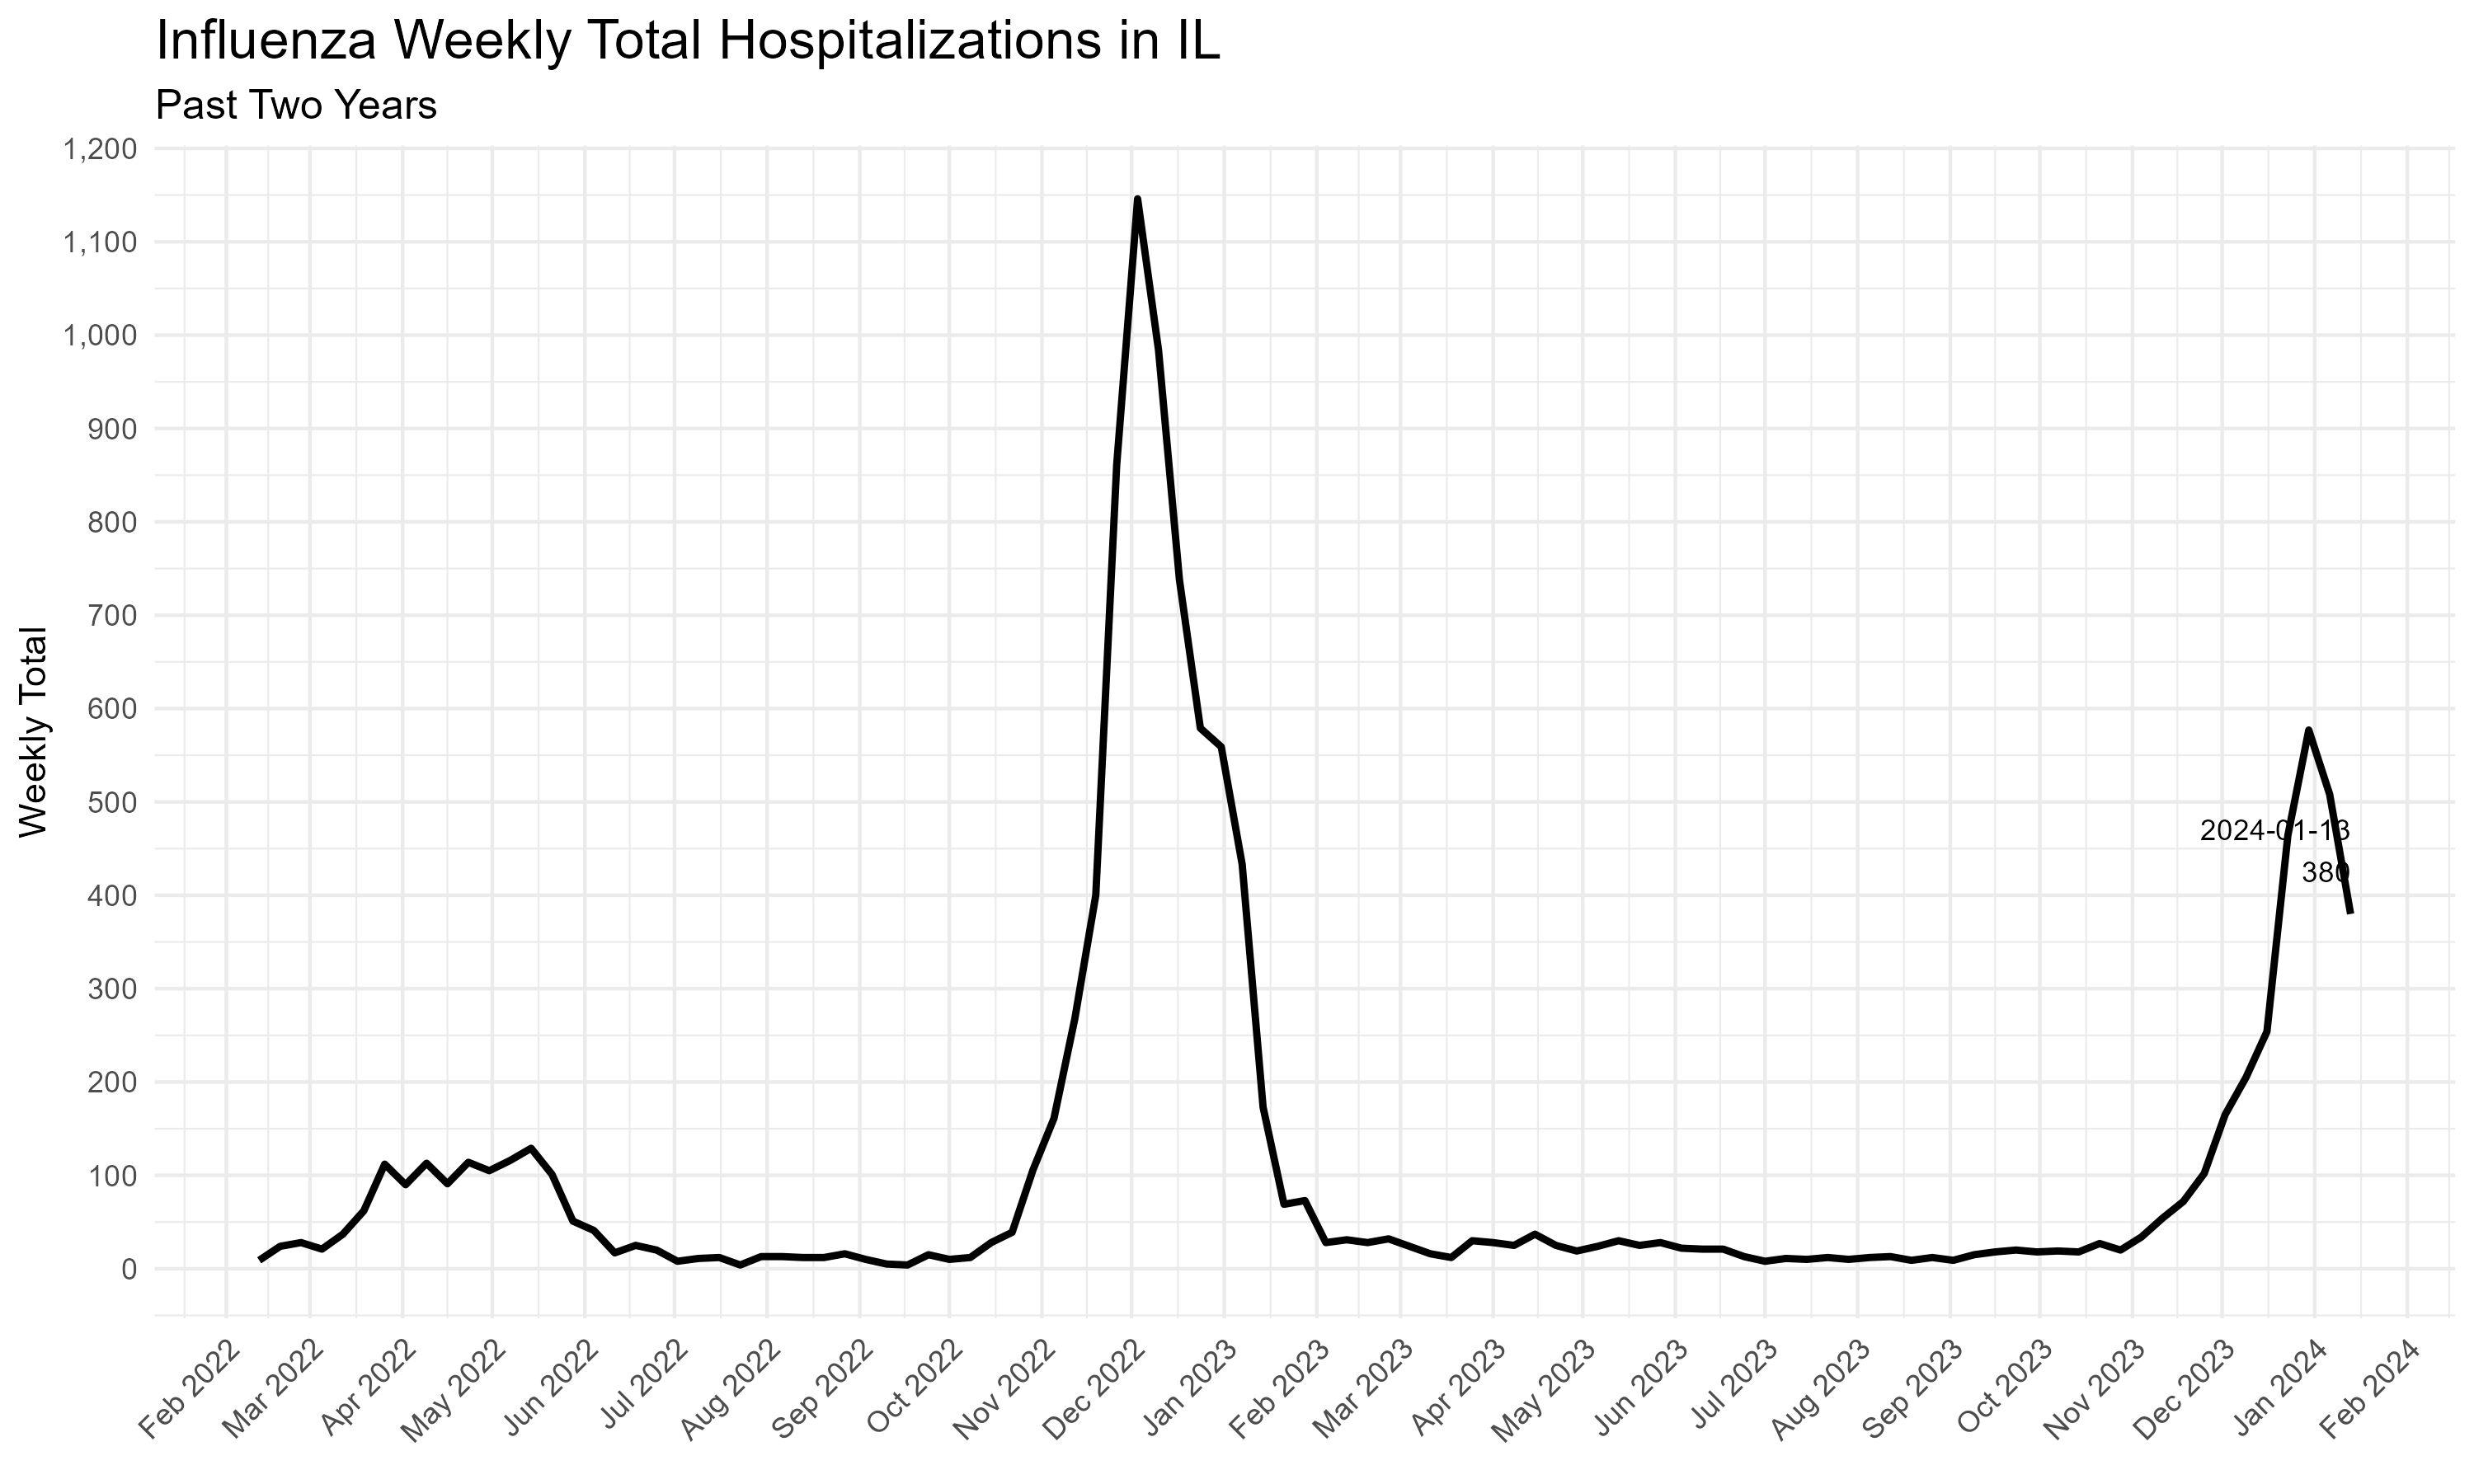 Influenza Weekly Total Hospitalizations in IL
Past Two Years
Weekly Total
1,200
1,100
1,000
900
800
700
600
500
400
300
200
100
0
2024-01-13
380
Feb 2022
Mar 2022
Apr 2022
May 2022
Jun 2022
Jul 2022
Aug 2022
Sep 2022
Oct 2022
Nov 2022
Dec 2022
Jan 2023
Feb 2023
Mar 2023
Apr 2023
May 2023
Jun 2023
Jul 2023
Aug 2023
Sep 2023
Oct 2023
Nov 2023
Dec 2023
Jan 2024
Feb 2024